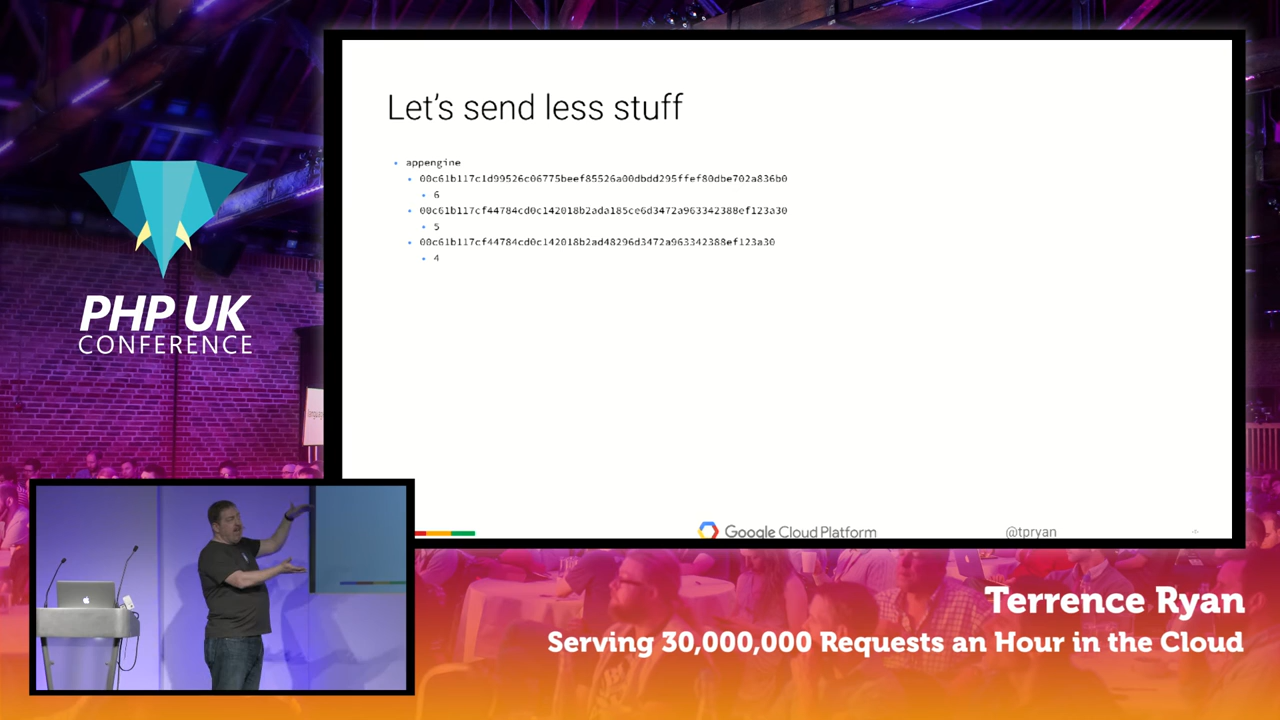 Let's send less stuff
appengine
00c61b117c1d99526c06775beef85526a00dbdd295ffef80dbe702a836b0
6
00c61b117cf44784cd0c142018b2ada185ce6d3472a963342388ef123a30
5
00c61b117cf44784cd0c142018b2ad48296d3472a963342388ef123a30
4
Google Cloud Platform
@tpryan
PHP UK
CONFERENCE
Terrence Ryan
Serving 30,000,000 Requests an Hour in the Cloud